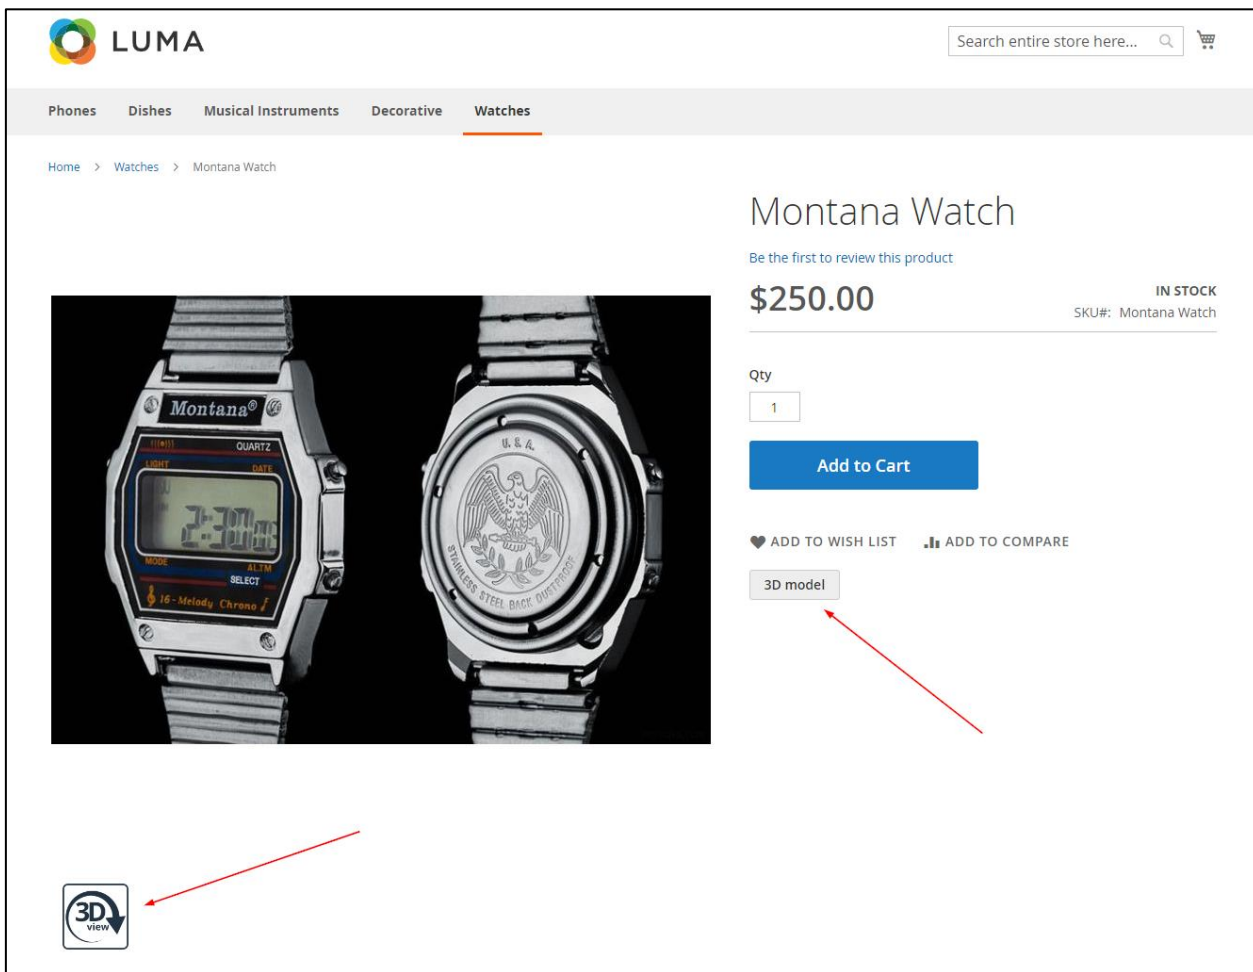 LUMA
Search entire store here...
Phones Dishes Musical Instruments Decorative Watches
Home > Watches > Montana Watch
Montana Watch
Be the first to review this product
$250.00
IN STOCK
SKU#: Montana Watch
Qty
1
Add to Cart
ADD TO WISH LIST ADD TO COMPARE
3D model
Montana®
QUARTZ
LIGHT DATE
2:30
MODE ALTM
SELECT
16-Melody Chrono
U.S.A.
STAINLESS STEEL BACK DUSTPROOF
3D
view